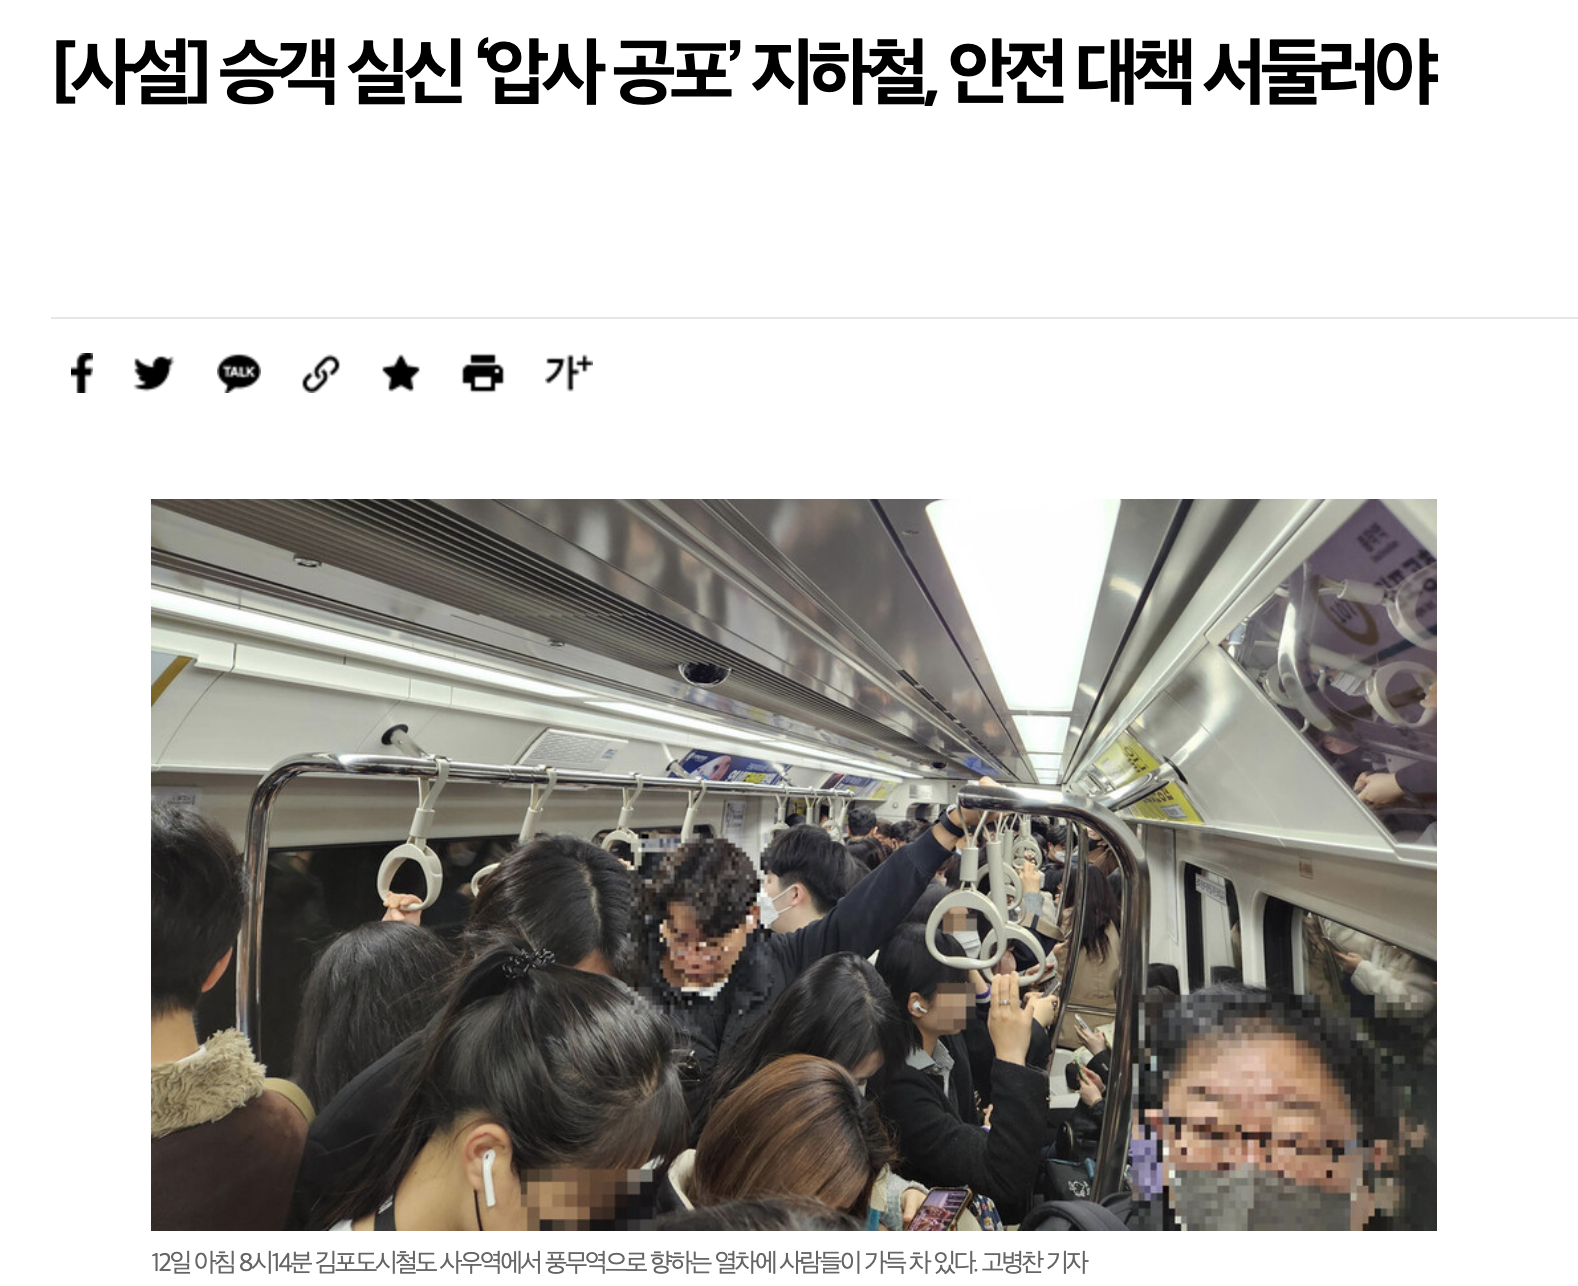 [사설] 승객 실신 ‘압사 공포’ 지하철, 안전 대책 서둘러야
TALK
가+
12일 아침 8시14분 김포도시철도 사우역에서 풍무역으로 향하는 열차에 사람들이 가득 차 있다. 고병찬 기자